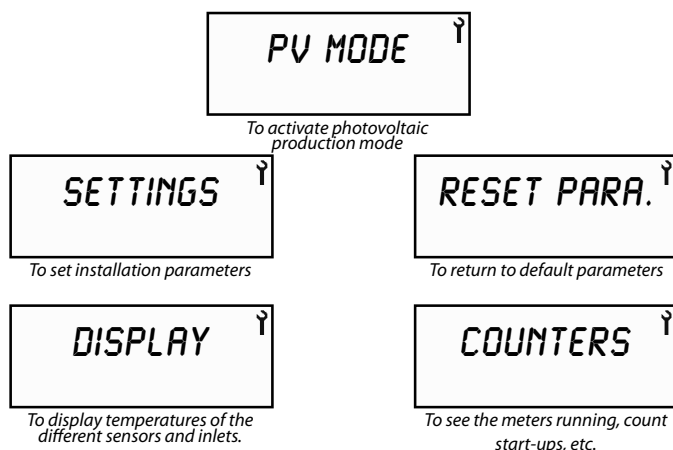 PV MODE
To activate photovoltaic
production mode
SETTINGS
To set installation parameters
RESET PARA.
To return to default parameters
DISPLAY
To display temperatures of the
different sensors and inlets.
COUNTERS
To see the meters running, count
start-ups, etc.